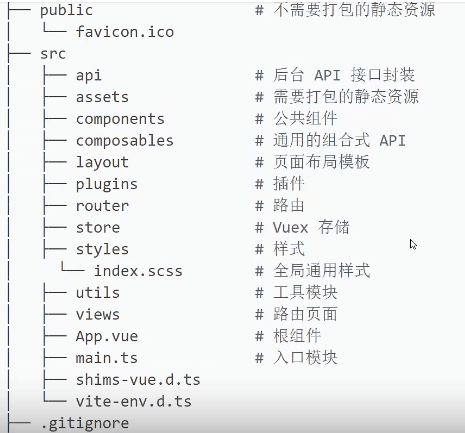 ├── public # 不需要打包的静态资源
│   └── favicon.ico
├── src
│   ├── api # 后台 API 接口封装
│   ├── assets # 需要打包的静态资源
│   ├── components # 公共组件
│   ├── composables # 通用的组合式 API
│   ├── layout # 页面布局模板
│   ├── plugins # 插件
│   ├── router # 路由
│   ├── store # Vuex 存储
│   ├── styles # 样式
│   │ └── index.scss # 全局通用样式
│   ├── utils # 工具模块
│   ├── views # 路由页面
│   ├── App.vue # 根组件
│   ├── main.ts # 入口模块
│   ├── shims-vue.d.ts
│   └── vite-env.d.ts
├── .gitignore